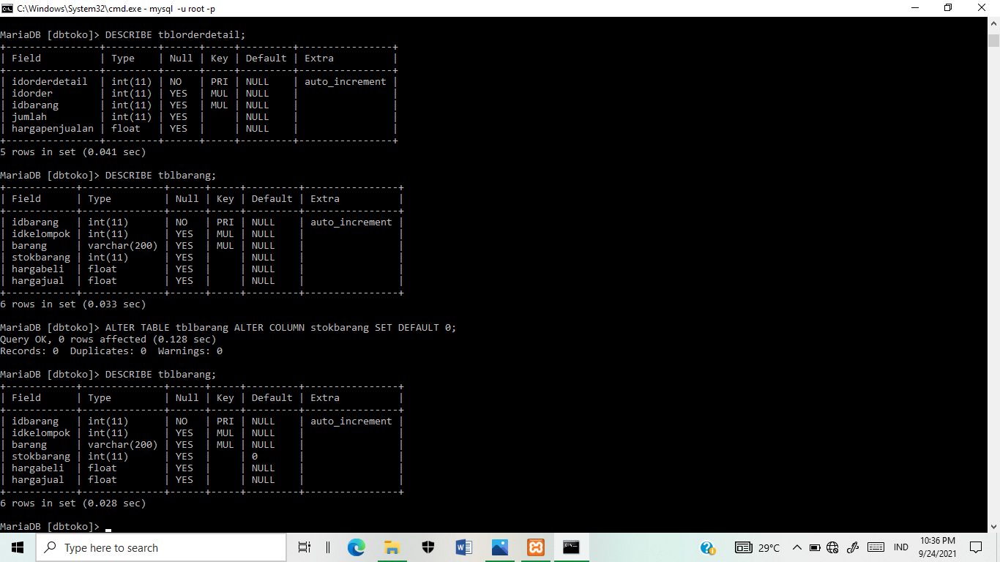 C:\Windows\System32\cmd.exe - mysql  -u root -p
MariaDB [dbtoko]> DESCRIBE tblorderdetail;
+---------------+---------+------+-----+---------+----------------+
| Field         | Type    | Null | Key | Default | Extra          |
+---------------+---------+------+-----+---------+----------------+
| idorderdetail  | int(11) | NO   | PRI | NULL    | auto_increment |
| idorder        | int(11) | YES  | MUL | NULL    |                |
| idbarang       | int(11) | YES  | MUL | NULL    |                |
| jumlah         | int(11) | YES  |     | NULL    |                |
| hargapenjualan | float   | YES  |     | NULL    |                |
+----------------+---------+------+-----+---------+----------------+
5 rows in set (0.041 sec)
MariaDB [dbtoko]> DESCRIBE tblbarang;
+------------+--------------+------+-----+---------+----------------+
| Field      | Type         | Null | Key | Default | Extra          |
+------------+--------------+------+-----+---------+----------------+
| idbarang   | int(11)      | NO   | PRI | NULL    | auto_increment |
| idkelompok | int(11)      | YES  | MUL | NULL    |                |
| barang     | varchar(200) | YES  | MUL | NULL    |                |
| stokbarang | int(11)      | YES  |     | NULL    |                |
| hargabeli  | float        | YES  |     | NULL    |                |
| hargajual  | float        | YES  |     | NULL    |                |
+------------+--------------+------+-----+---------+----------------+
6 rows in set (0.033 sec)
MariaDB [dbtoko]> ALTER TABLE tblbarang ALTER COLUMN stokbarang SET DEFAULT 0;
Query OK, 0 rows affected (0.128 sec)
Records: 0  Duplicates: 0  Warnings: 0
MariaDB [dbtoko]> DESCRIBE tblbarang;
+------------+--------------+------+-----+---------+----------------+
| Field      | Type         | Null | Key | Default | Extra          |
+------------+--------------+------+-----+---------+----------------+
| idbarang   | int(11)      | NO   | PRI | NULL    | auto_increment |
| idkelompok | int(11)      | YES  | MUL | NULL    |                |
| barang     | varchar(200) | YES  | MUL | NULL    |                |
| stokbarang | int(11)      | YES  |     | 0       |                |
| hargabeli  | float        | YES  |     | NULL    |                |
| hargajual  | float        | YES  |     | NULL    |                |
+------------+--------------+------+-----+---------+----------------+
6 rows in set (0.028 sec)
MariaDB [dbtoko]> _
Type here to search
29°C
IND
10:36 PM
9/24/2021